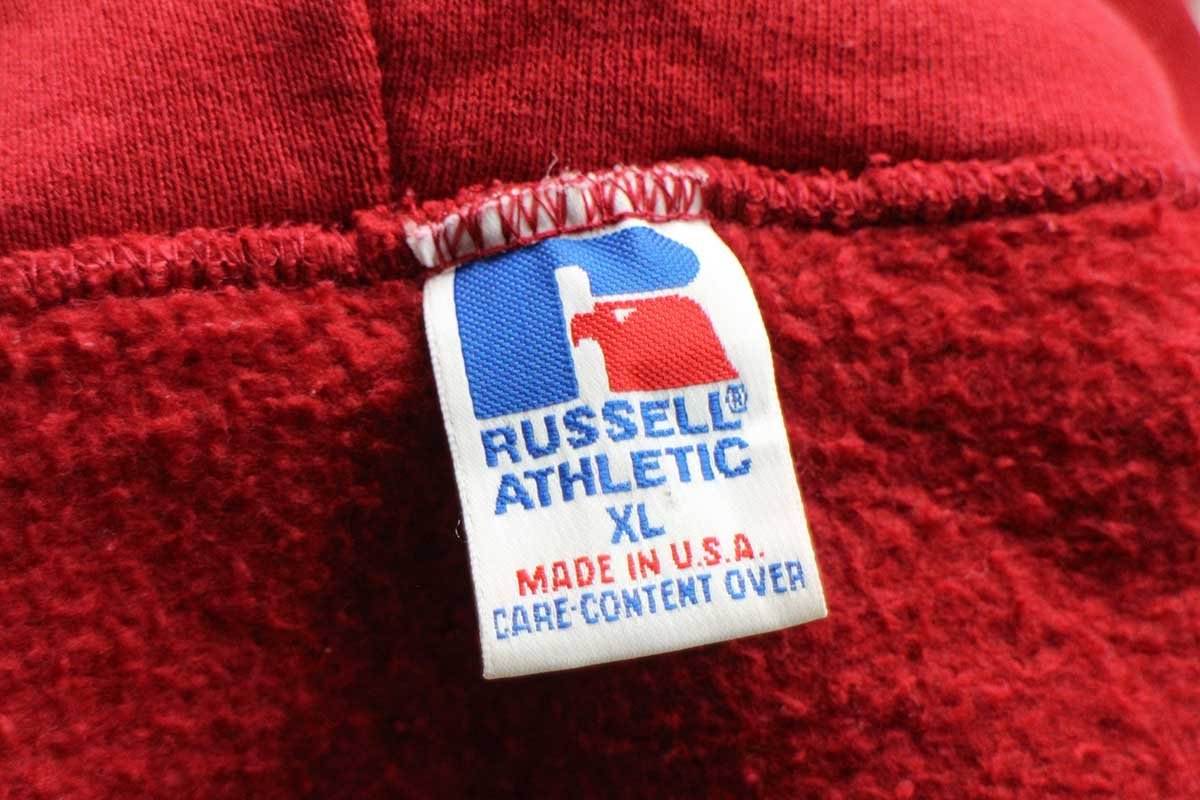 RUSSELL®
ATHLETIC
XL
MADE IN U.S.A.
CARE-CONTENT OVER